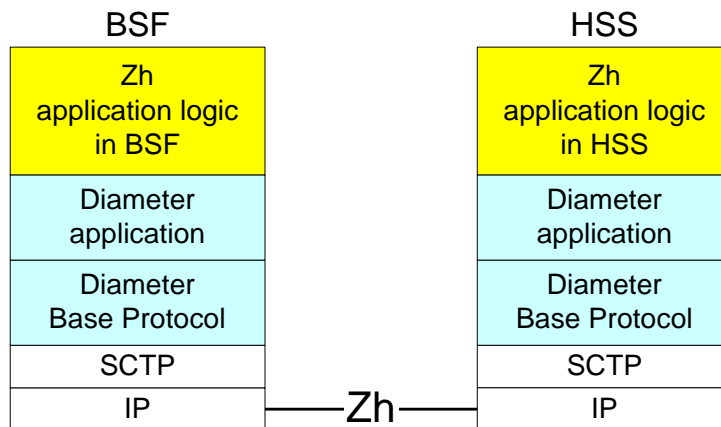 BSF
Zh
application logic
in BSF
Diameter
application
Diameter
Base Protocol
SCTP
IP
Zh
HSS
Zh
application logic
in HSS
Diameter
application
Diameter
Base Protocol
SCTP
IP